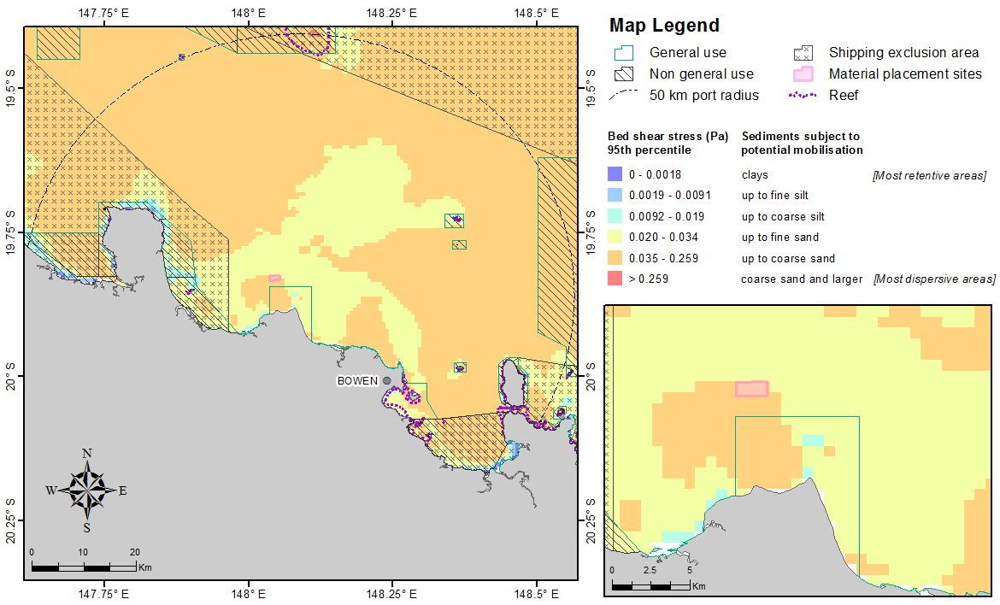 147.75° E 148° E 148.25° E 148.5° E
19.5° S 19.5° S
19.75° S 19.75° S
20° S 20° S
20.25° S 20.25° S
BOWEN
N
W E
S
0 10 20
Km
147.75° E 148° E 148.25° E 148.5° E
Map Legend
General use
Non general use
50 km port radius
Shipping exclusion area
Material placement sites
Reef
Bed shear stress (Pa) Sediments subject to
95th percentile potential mobilisation
0 - 0.0018 clays [Most retentive areas]
0.0019 - 0.0091 up to fine silt
0.0092 - 0.019 up to coarse silt
0.020 - 0.034 up to fine sand
0.035 - 0.259 up to coarse sand
> 0.259 coarse sand and larger [Most dispersive areas]
0 2.5 5
Km